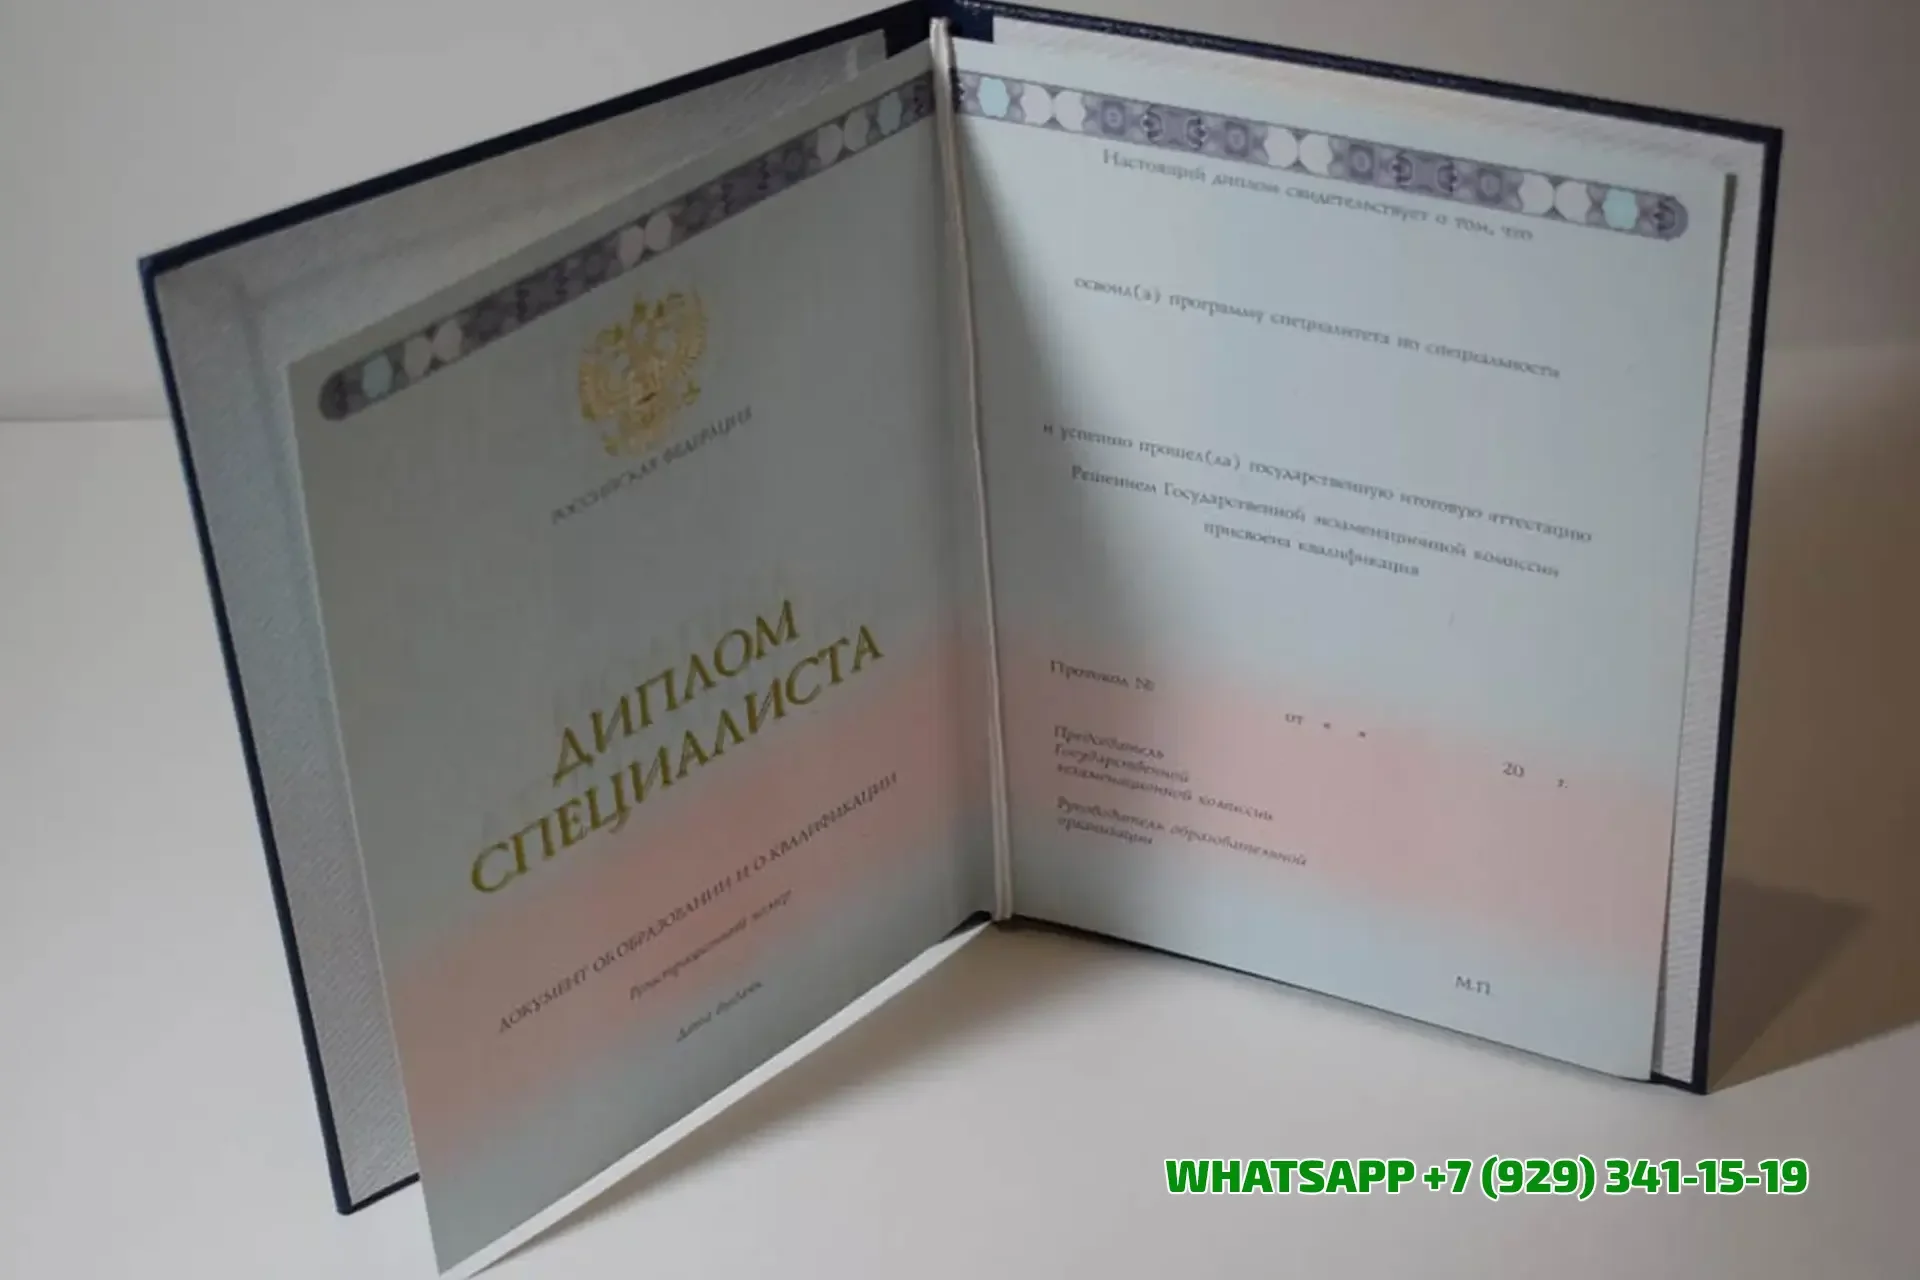 РОССИЙСКАЯ ФЕДЕРАЦИЯ
ДИПЛОМ
СПЕЦИАЛИСТА
ДОКУМЕНТ ОБ ОБРАЗОВАНИИ И О КВАЛИФИКАЦИИ
Регистрационный номер
Дата выдачи
Настоящий диплом свидетельствует о том, что
освоил(а) программу специалитета по специальности
и успешно прошел(ла) государственную итоговую аттестацию
Решением Государственной экзаменационной комиссии
присвоена квалификация
Протокол №
от « »
20 г.
Председатель
Государственной
экзаменационной комиссии
Руководитель образовательной
организации
М.П.
WHATSAPP +7 (929) 341-15-19